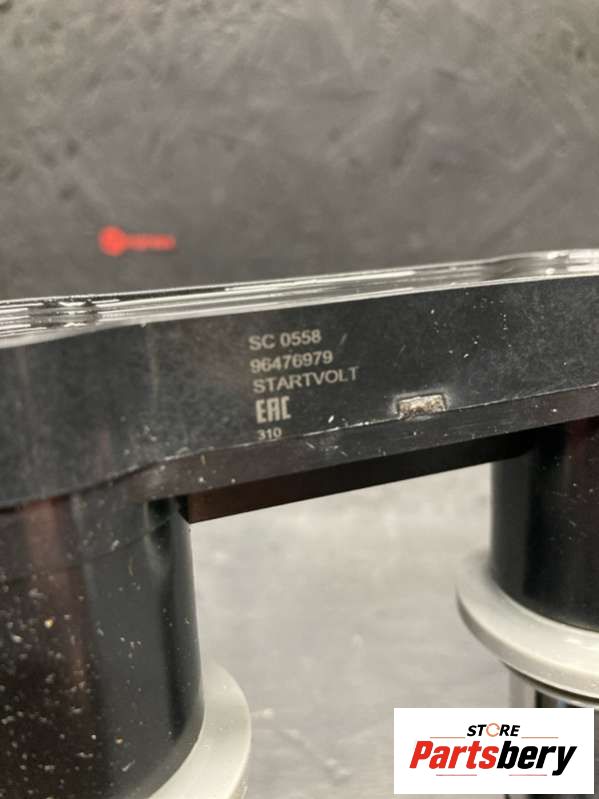 SC 0558
96476979
STARTVOLT
EAC
310
STORE
Partsbery